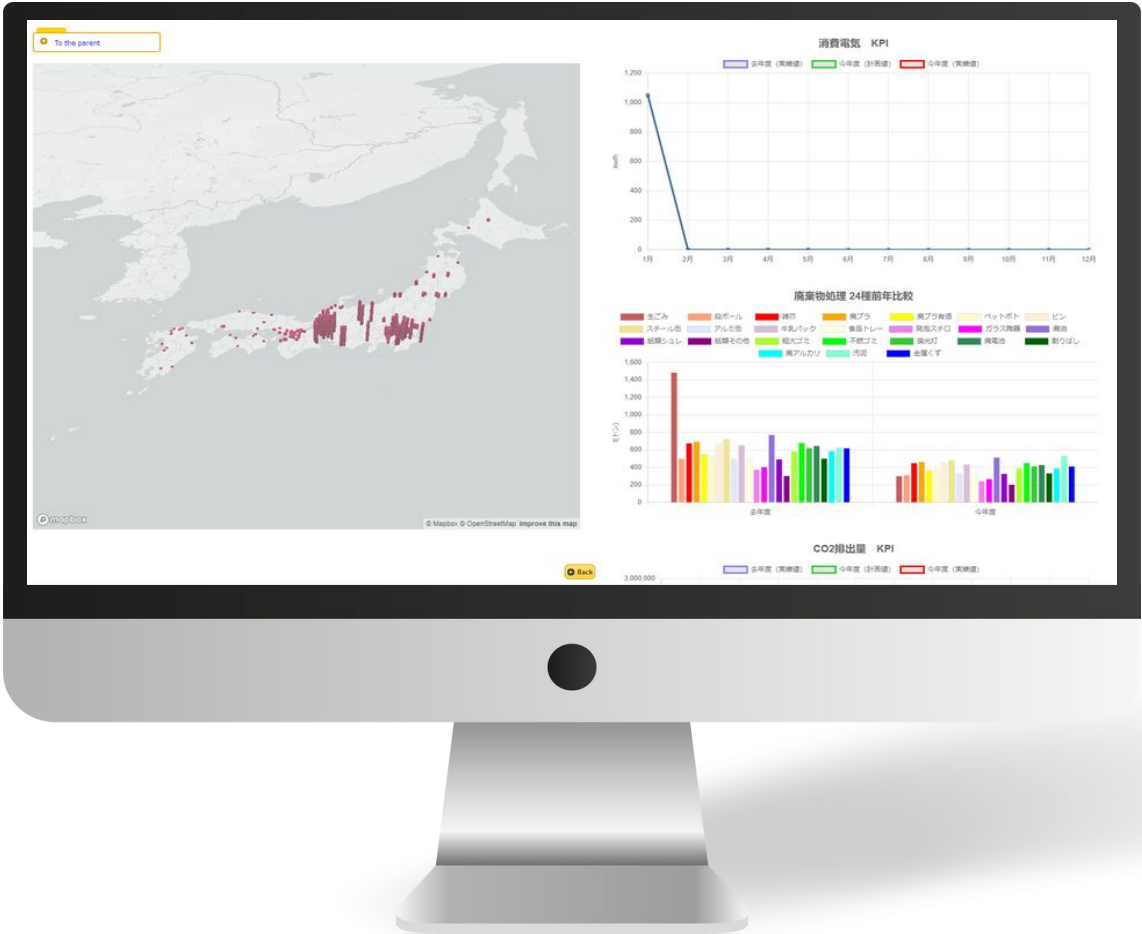 To the parent
mapbox
© Mapbox © OpenStreetMap Improve this map
Back
消費電気 KPI
去年度（実績値） 今年度（計画値） 今年度（実績値）
1,200
1,000
800
600
400
200
0
Kwh
1月 2月 3月 4月 5月 6月 7月 8月 9月 10月 11月 12月
廃棄物処理 24種前年比較
生ごみ 段ボール 雑芥 廃プラ 廃プラ有価 ペットボト ビン
スチール缶 アルミ缶 牛乳パック 食品トレー 発泡スチロ ガラス陶器 廃油
紙類シュレ 紙類その他 粗大ゴミ 不燃ゴミ 蛍光灯 廃電池 割りばし
廃アルカリ 汚泥 金属くず
1,600
1,400
1,200
1,000
800
600
400
200
0
t(トン)
去年度 今年度
CO2排出量 KPI
去年度（実績値） 今年度（計画値） 今年度（実績値）
3,000,000